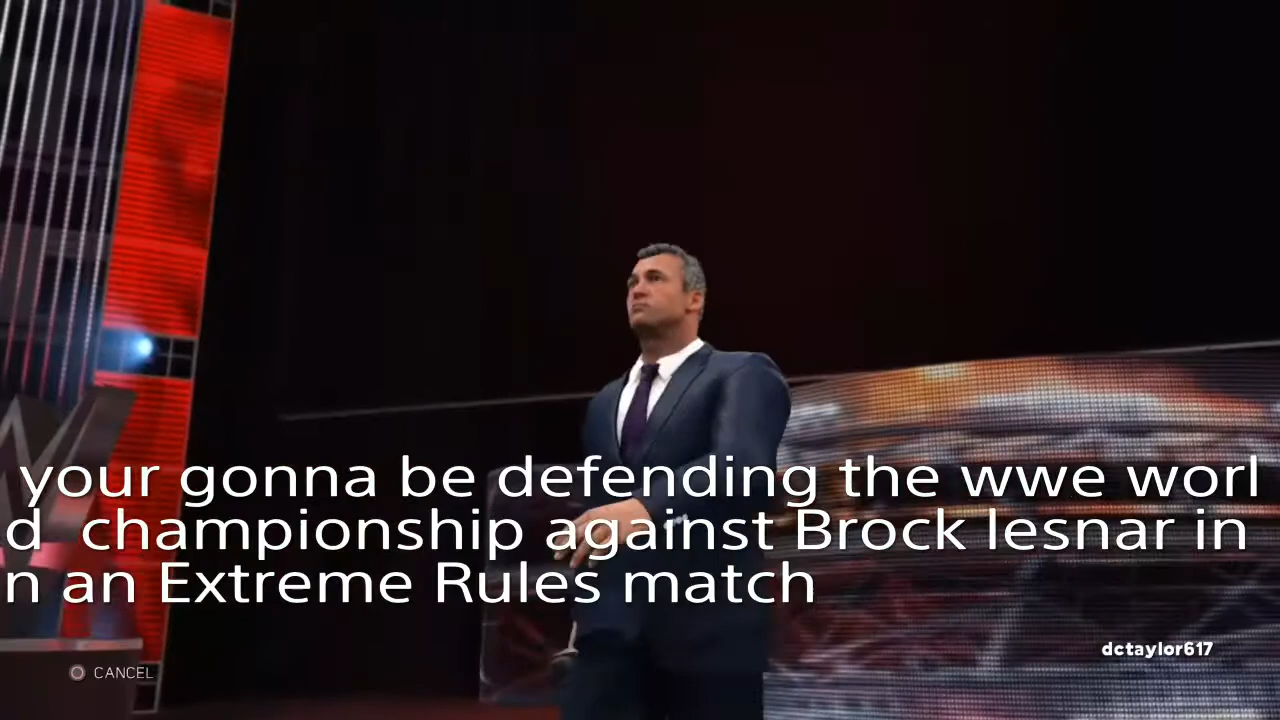 your gonna be defending the wwe worl
d championship against Brock lesnar in
n an Extreme Rules match
dctaylor617
CANCEL